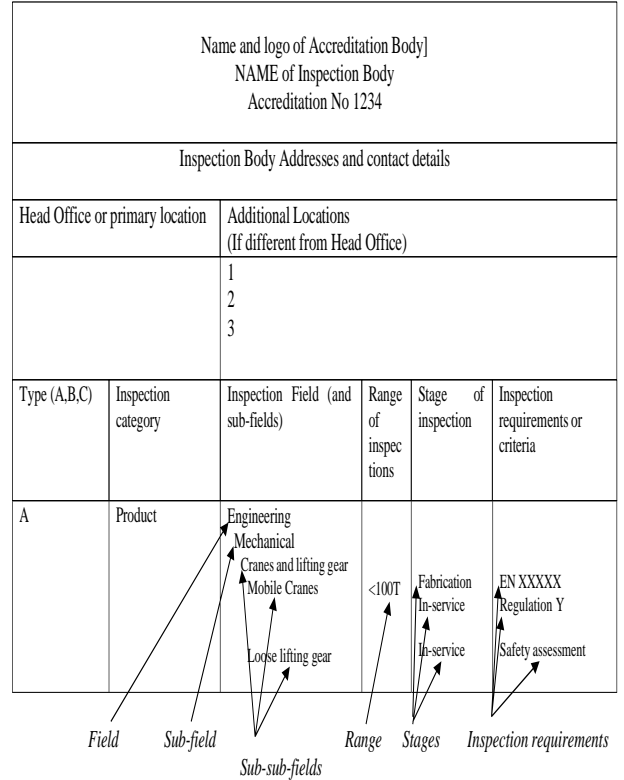 Name and logo of Accreditation Body]
NAME of Inspection Body
Accreditation No 1234
Inspection Body Addresses and contact details
Head Office or primary location
Additional Locations
(If different from Head Office)
1
2
3
Type (A,B,C)
Inspection
category
Inspection Field (and
sub-fields)
Range
of
inspec
tions
Stage of
inspection
Inspection
requirements or
criteria
A
Product
Engineering
Mechanical
Cranes and lifting gear
Mobile Cranes
Loose lifting gear
<100T
Fabrication
In-service
In-service
EN XXXXX
Regulation Y
Safety assessment
Field
Sub-field
Sub-sub-fields
Range
Stages
Inspection requirements